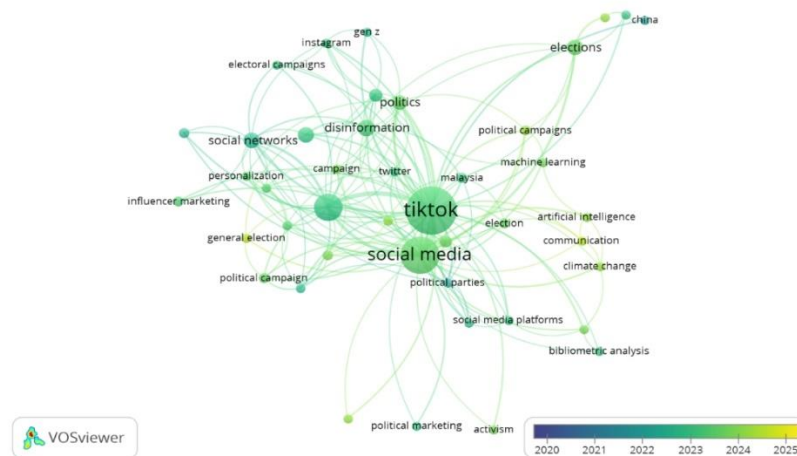 china
gen z
instagram
elections
electoral campaigns
politics
disinformation
political campaigns
social networks
machine learning
campaign
twitter
malaysia
personalization
influencer marketing
tiktok
artificial intelligence
election
general election
communication
social media
climate change
political campaign
political parties
social media platforms
bibliometric analysis
political marketing
activism
VOSviewer
2020 2021 2022 2023 2024 2025